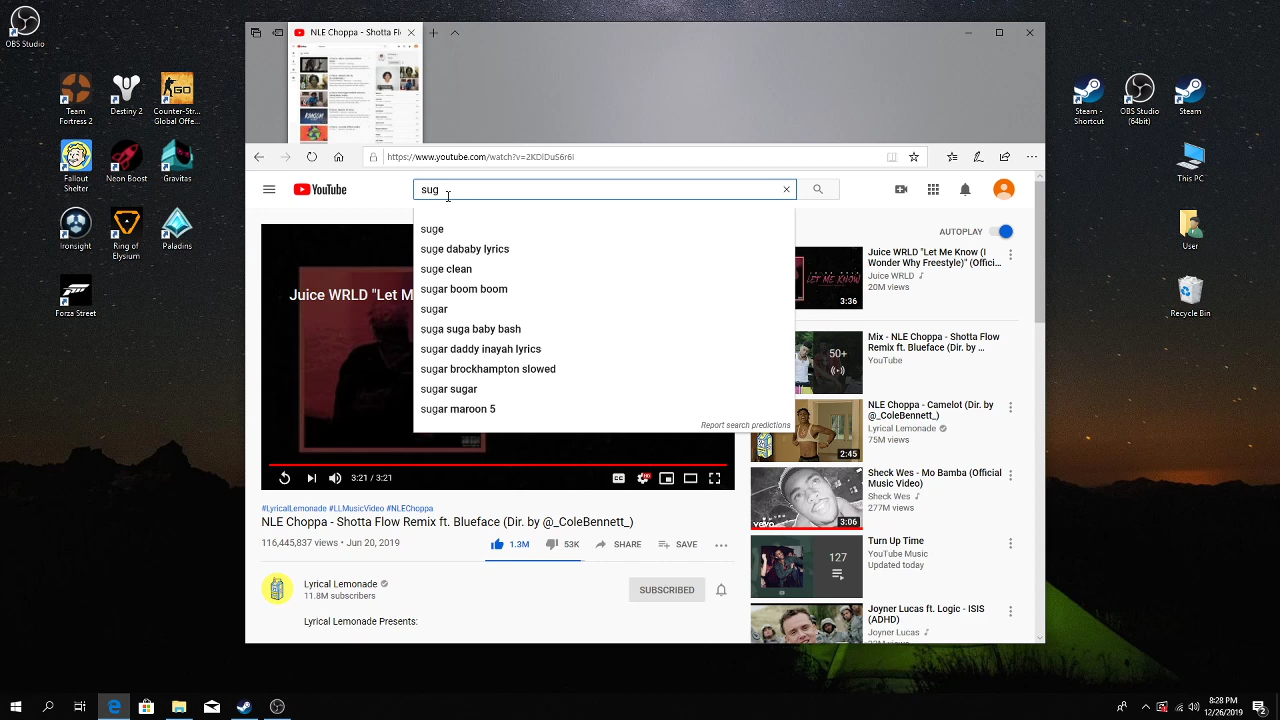 OBS Studio
NLE Choppa - Shotta Fl
https://www.youtube.com/watch?v=2KDlDuS6r6I
YouTube
sug
suge
suge dababy lyrics
suge clean
sugar boom boom
sugar
suga suga baby bash
sugar daddy inayah lyrics
sugar brockhampton slowed
sugar sugar
sugar maroon 5
Report search predictions
Juice WRLD "Let M
3:21 / 3:21
#LyricalLemonade #LLMusicVideo #NLEChoppa
NLE Choppa - Shotta Flow Remix ft. Blueface (Dir. by @_ColeBennett_)
116,445,837 views • Jun 20, 2019
1.3M
53K
SHARE
SAVE
Lyrical Lemonade
11.8M subscribers
SUBSCRIBED
Lyrical Lemonade Presents:
AUTOPLAY
Juice WRLD "Let Me Know (I
Wonder Why Freestyle)" (Offici...
Juice WRLD
20M views
LET ME KNOW
3:36
Mix - NLE Choppa - Shotta Flow
Remix ft. Blueface (Dir. by ...
YouTube
50+
NLE Choppa - Camelot (Dir. by
@_ColeBennett_)
Lyrical Lemonade
75M views
2:45
Sheck Wes - Mo Bamba (Official
Music Video)
Sheck Wes
277M views
vevo
3:06
Turn Up Time
YouTube Music
Updated today
127
Joyner Lucas ft. Logic - ISIS
(ADHD)
Joyner Lucas
Destiny 2
Counter-Str...
Global Offe...
Fallout
Shelter
Neon Boost
Gravitas
Ironsight
Ring of
Elysium
Paladins
Forza Street
Steam
Shortcut
64bit)
This PC
Recycle Bin
8:28 PM
12/26/2019